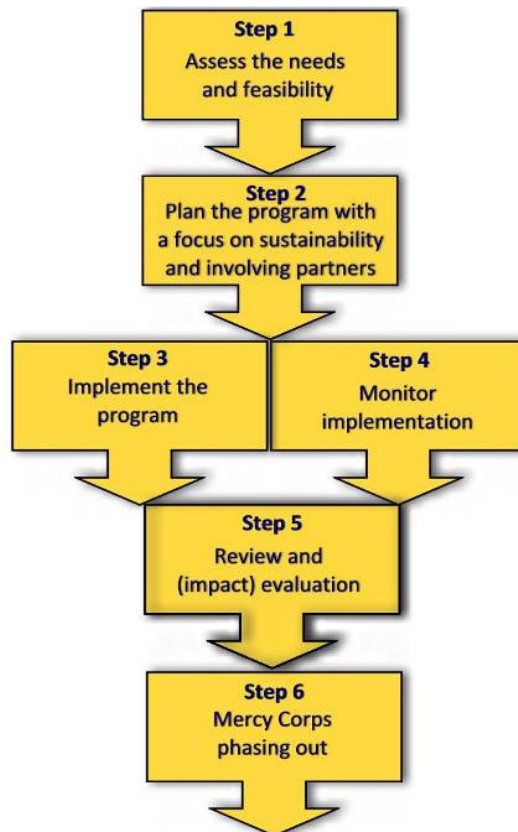 Step 1
Assess the needs
and feasibility
Step 2
Plan the program with
a focus on sustainability
and involving partners
Step 3
Implement the
program
Step 4
Monitor
implementation
Step 5
Review and
(impact) evaluation
Step 6
Mercy Corps
phasing out